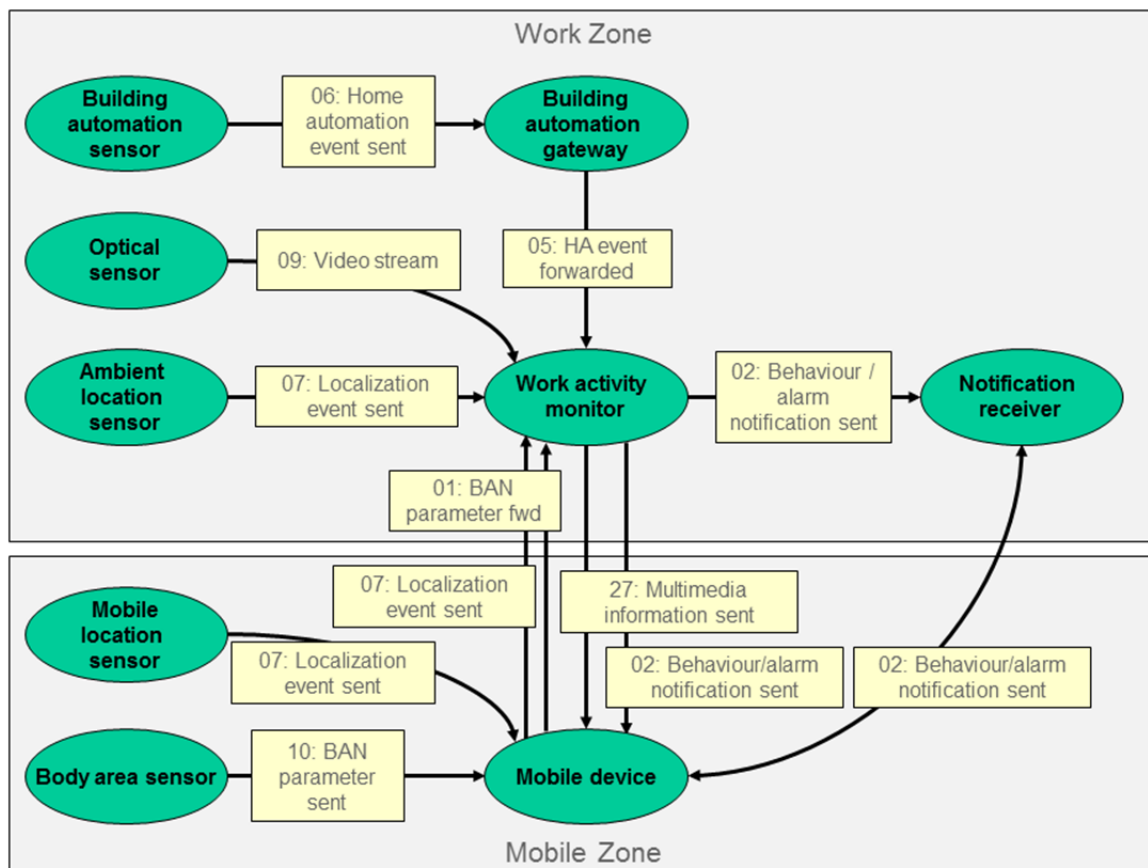 Work Zone
Building
automation
sensor
06: Home
automation
event sent
Building
automation
gateway
Optical
sensor
09: Video stream
05: HA event
forwarded
Ambient
location sensor
07: Localization
event sent
Work activity
monitor
02: Behaviour /
alarm
notification sent
Notification
receiver
01: BAN
parameter fwd
07: Localization
event sent
27: Multimedia
information sent
Mobile
location
sensor
07: Localization
event sent
02: Behaviour/alarm
notification sent
02: Behaviour/alarm
notification sent
Body area sensor
10: BAN
parameter
sent
Mobile device
Mobile Zone